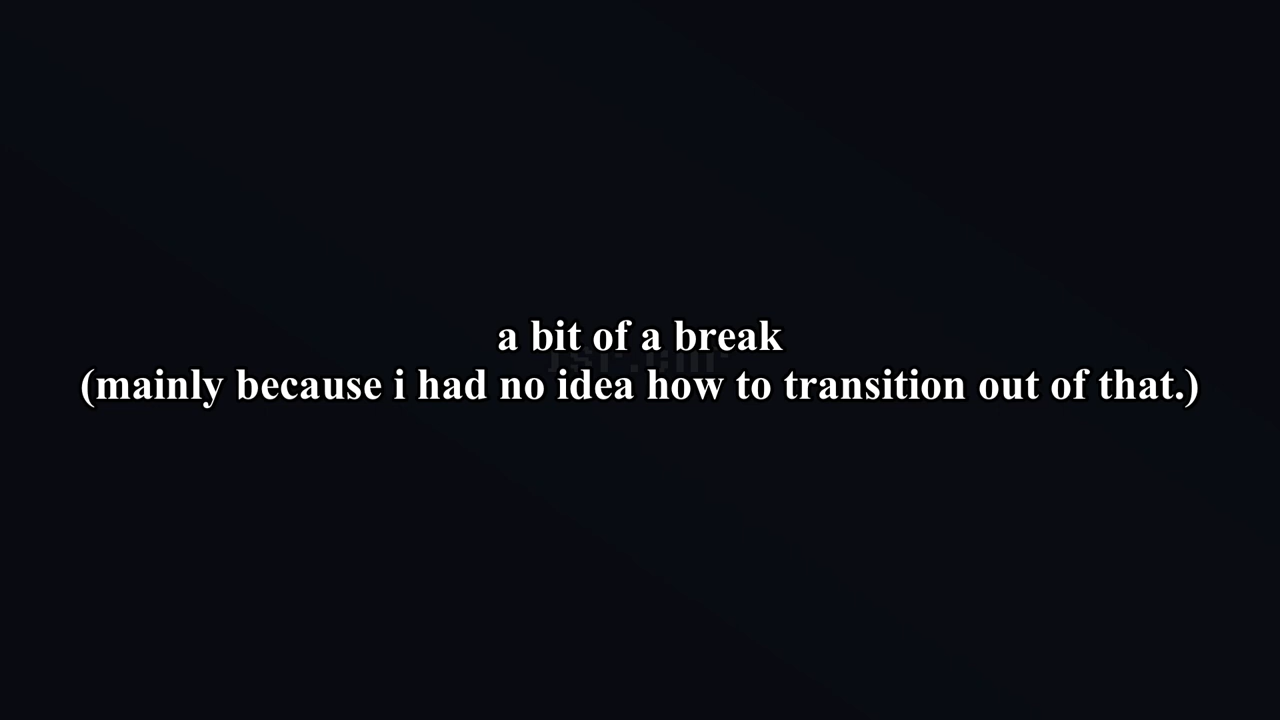 a bit of a break
(mainly because i had no idea how to transition out of that.)